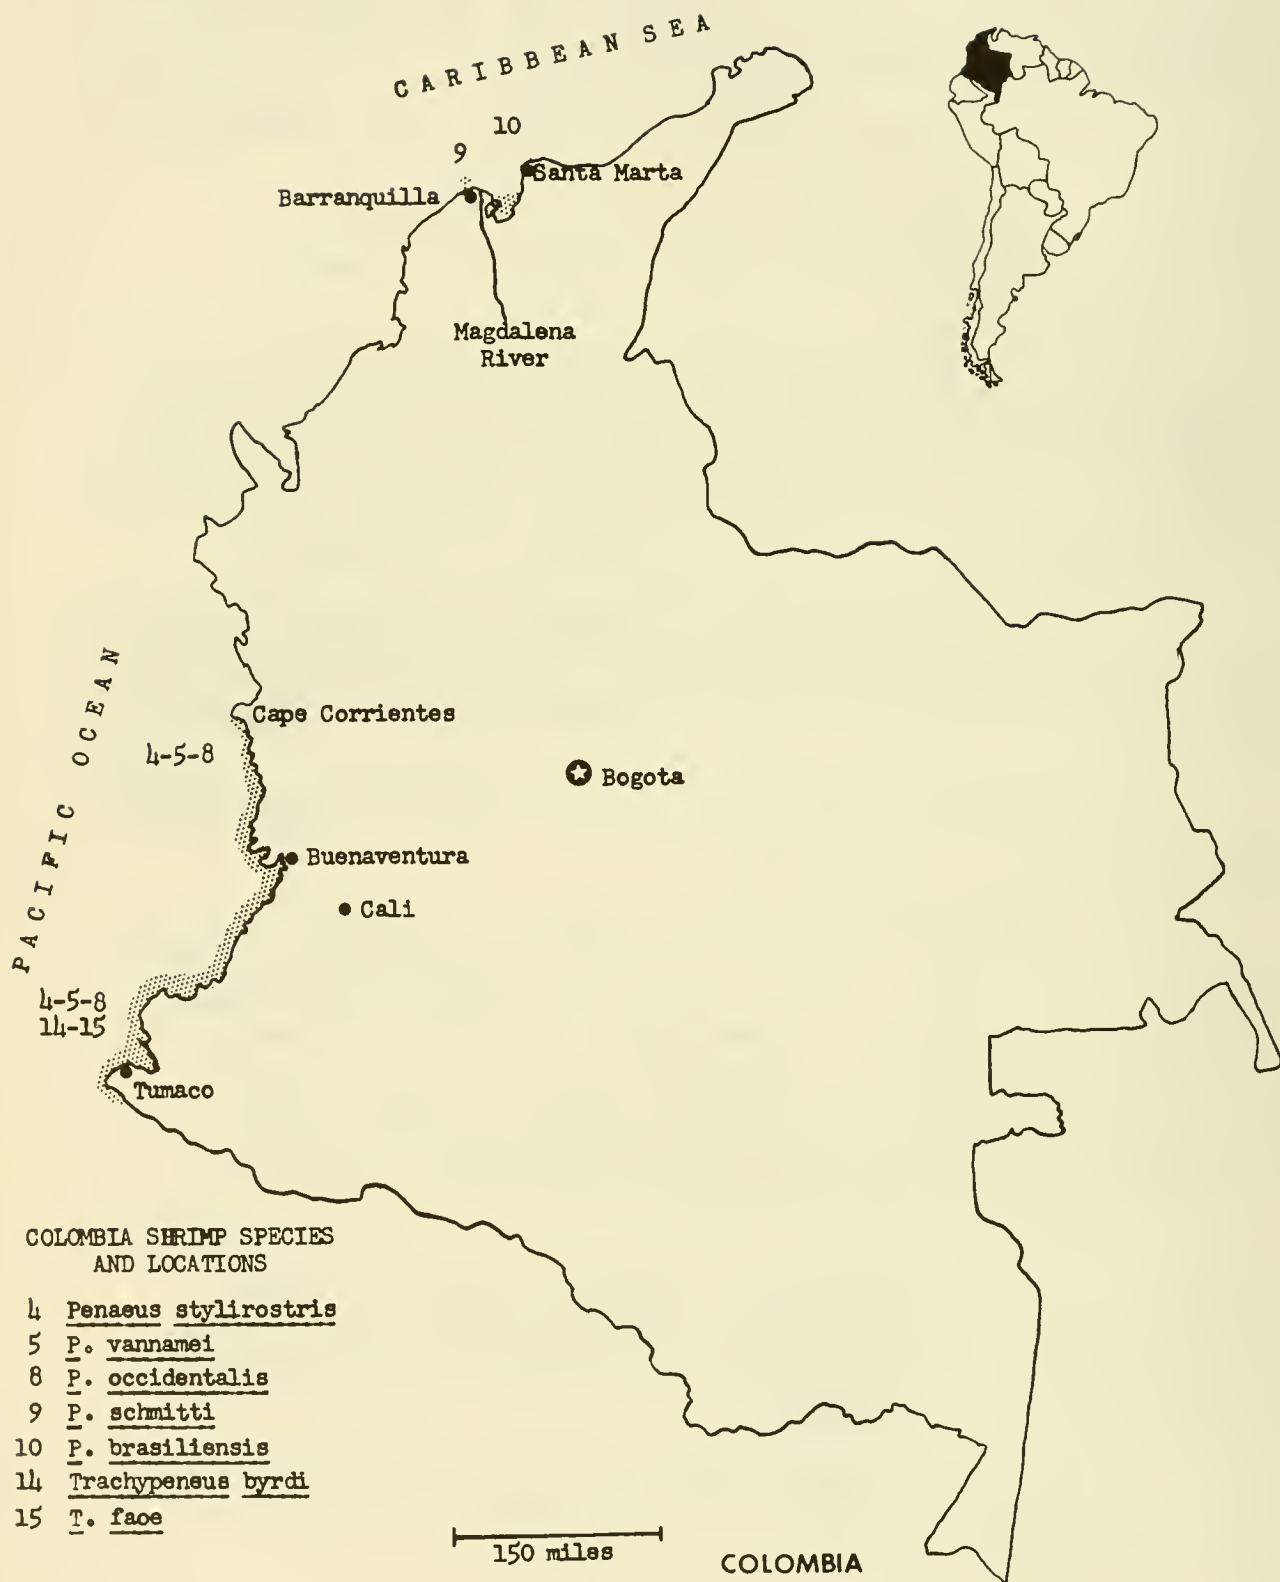 CARIBBEAN SEA
10
9
Santa Marta
Barranquilla
Magdalena
River
PACIFIC OCEAN
Cape Corrientes
4-5-8
Bogota
Buenaventura
Cali
4-5-8
14-15
Tumaco
COLOMBIA SHRIMP SPECIES
AND LOCATIONS
4 Penaeus stylirostris
5 P. vannamei
8 P. occidentalis
9 P. schmitti
10 P. brasiliensis
14 Trachypeneus byrdi
15 T. faoe
150 miles
COLOMBIA